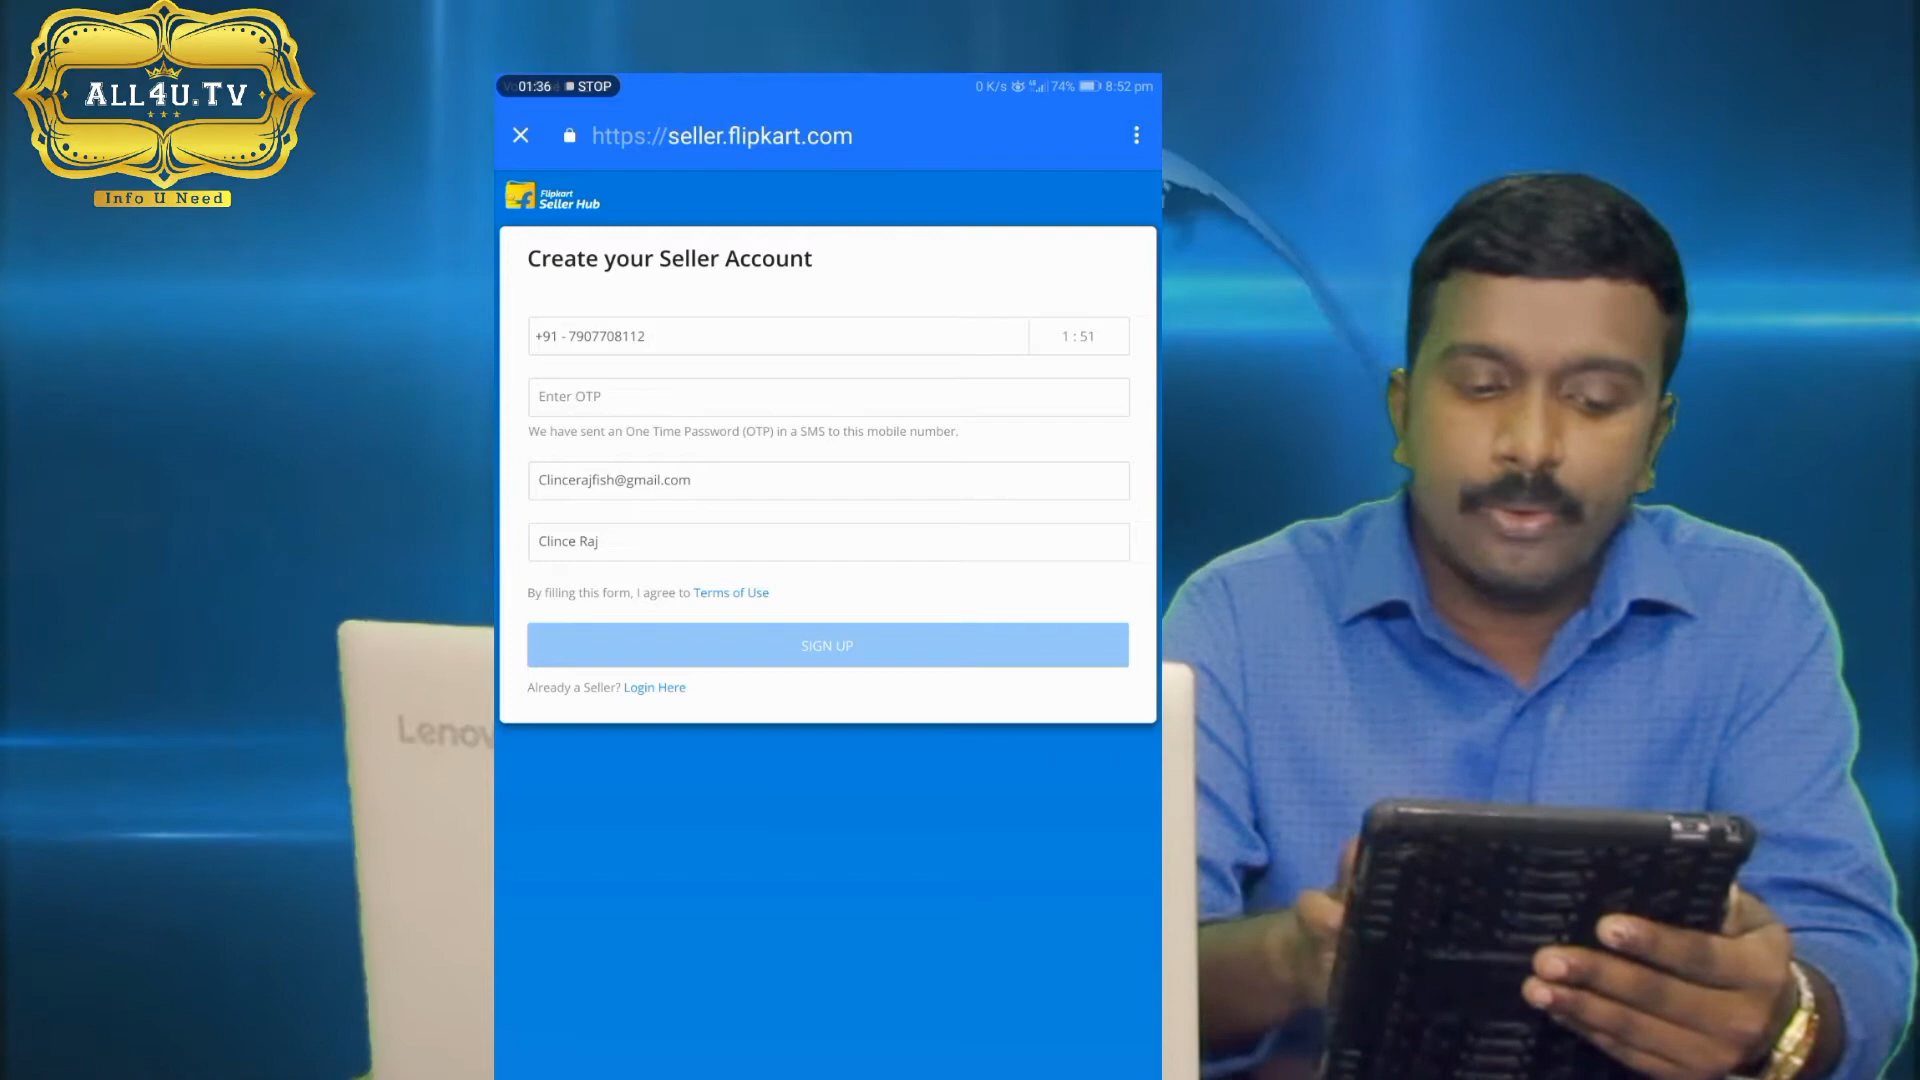 ALL4U.TV
Info U Need
01:36 STOP
0 K/s 74% 8:52 pm
https://seller.flipkart.com
Flipkart
Seller Hub
Create your Seller Account
+91 - 7907708112
1 : 51
Enter OTP
We have sent an One Time Password (OTP) in a SMS to this mobile number.
Clincerajfish@gmail.com
Clince Raj
By filling this form, I agree to Terms of Use
SIGN UP
Already a Seller? Login Here
Lenov